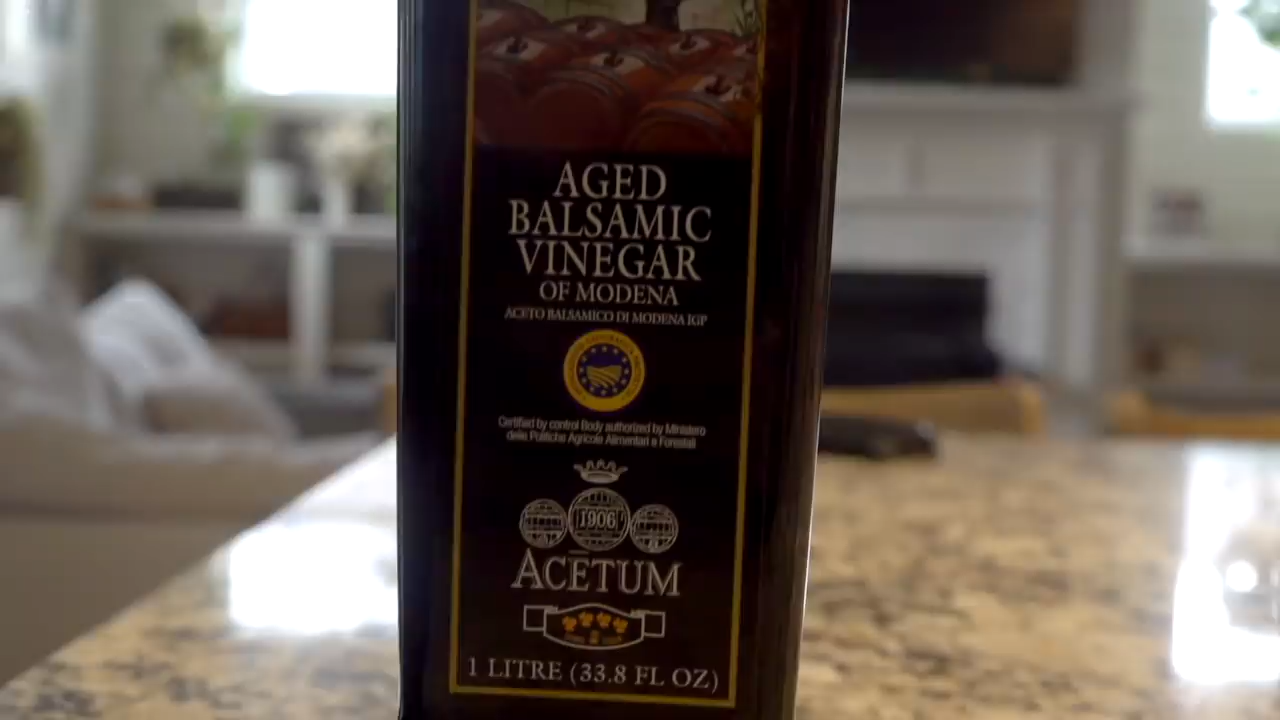 AGED
BALSAMIC
VINEGAR
OF MODENA
ACETO BALSAMICO DI MODENA IGP
Certified by control Body authorized by Ministero
delle Politiche Agricole Alimentari e Forestali
1906
ACĒTUM
1 LITRE (33.8 FL OZ)